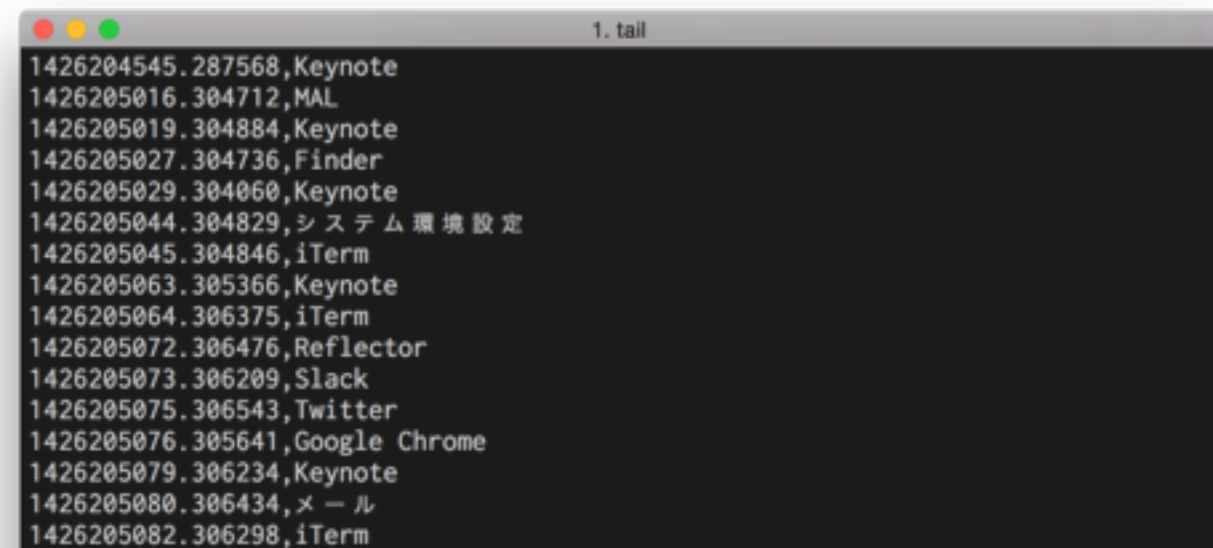 1. tail
1426204545.287568,Keynote
1426205016.304712,MAL
1426205019.304884,Keynote
1426205027.304736,Finder
1426205029.304060,Keynote
1426205044.304829,システム環境設定
1426205045.304846,iTerm
1426205063.305366,Keynote
1426205064.306375,iTerm
1426205072.306476,Reflector
1426205073.306209,Slack
1426205075.306543,Twitter
1426205076.305641,Google Chrome
1426205079.306234,Keynote
1426205080.306434,メール
1426205082.306298,iTerm